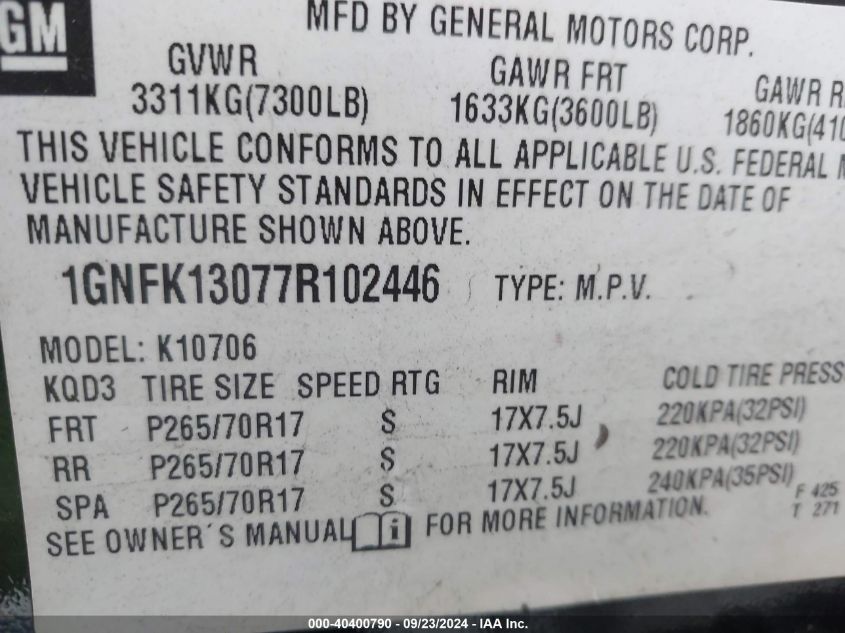 GM
MFD BY GENERAL MOTORS CORP.
GVWR GAWR FRT GAWR R
3311KG(7300LB) 1633KG(3600LB) 1860KG(410
THIS VEHICLE CONFORMS TO ALL APPLICABLE U.S. FEDERAL
VEHICLE SAFETY STANDARDS IN EFFECT ON THE DATE OF
MANUFACTURE SHOWN ABOVE.
1GNFK13077R102446 TYPE: M.P.V.
MODEL: K10706
KQD3 TIRE SIZE SPEED RTG RIM COLD TIRE PRESS
FRT P265/70R17 S 17X7.5J 220KPA(32PSI)
RR P265/70R17 S 17X7.5J 220KPA(32PSI)
SPA P265/70R17 S 17X7.5J 240KPA(35PSI)
F 425
T 271
SEE OWNER´S MANUAL i FOR MORE INFORMATION.
000-40400790 - 09/23/2024 - IAA Inc.